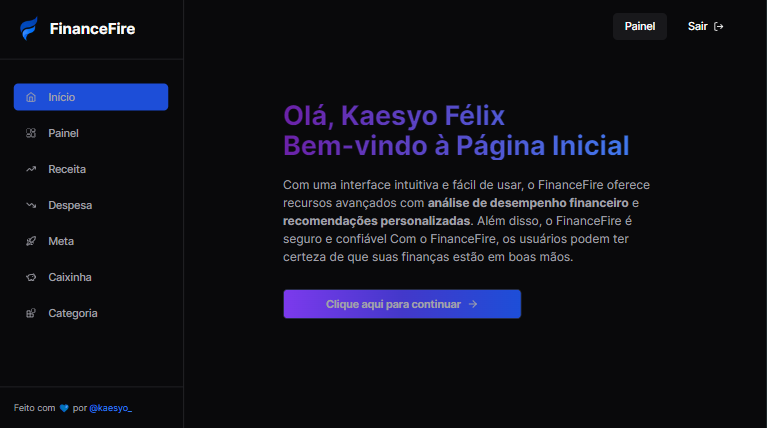 FinanceFire
Painel
Sair
Início
Painel
Receita
Despesa
Meta
Caixinha
Categoria
Olá, Kaesyo Félix
Bem-vindo à Página Inicial
Com uma interface intuitiva e fácil de usar, o FinanceFire oferece
recursos avançados com análise de desempenho financeiro e
recomendações personalizadas. Além disso, o FinanceFire é
seguro e confiável Com o FinanceFire, os usuários podem ter
certeza de que suas finanças estão em boas mãos.
Clique aqui para continuar
Feito com 💙 por @kaesyo_